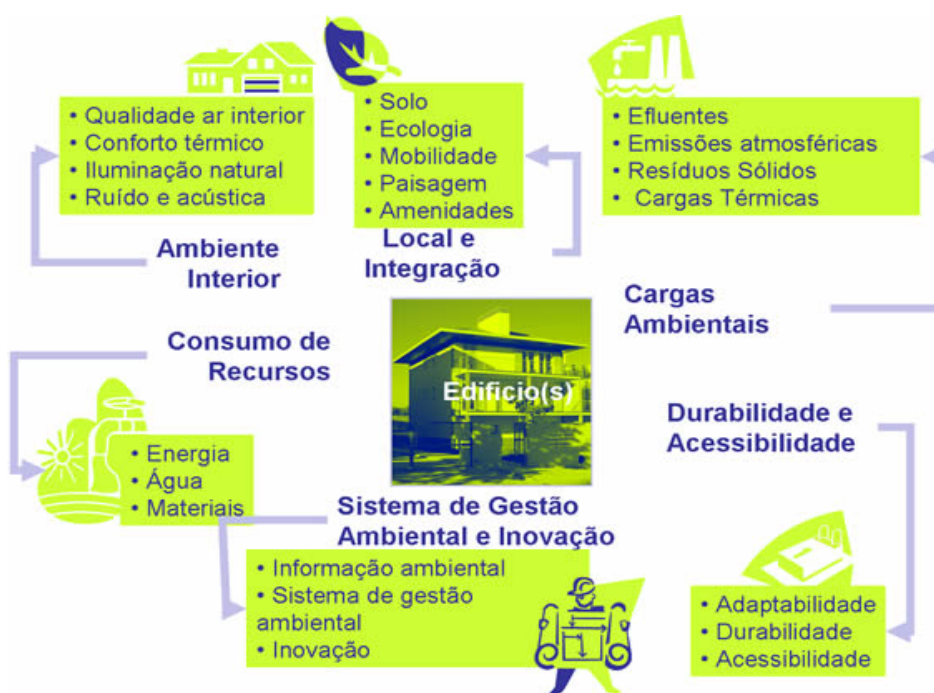 • Qualidade ar interior
• Conforto térmico
• Iluminação natural
• Ruído e acústica
Ambiente
Interior
• Solo
• Ecologia
• Mobilidade
• Paisagem
• Amenidades
Local e
Integração
• Efluentes
• Emissões atmosféricas
• Resíduos Sólidos
• Cargas Térmicas
Cargas
Ambientais
Consumo de
Recursos
• Energia
• Água
• Materiais
Edificio(s)
Durabilidade e
Acessibilidade
• Adaptabilidade
• Durabilidade
• Acessibilidade
Sistema de Gestão
Ambiental e Inovação
• Informação ambiental
• Sistema de gestão
ambiental
• Inovação